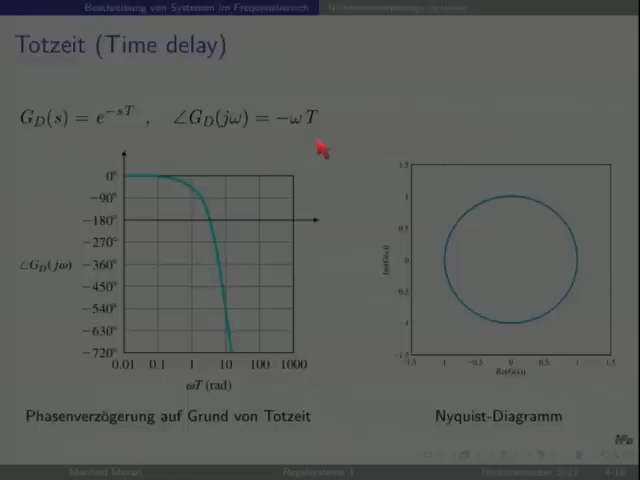 Beschreibung von Systemen im Frequenzbereich
Totzeit (Time delay)
G_D(s) = e^{-sT} , ∠G_D(jω) = −ωT
0°
−90°
−180°
−270°
∠G_D(jω) −360°
−450°
−540°
−630°
−720°
0.01 0.1 1 10 100 1000
ωT (rad)
Phasenverzögerung auf Grund von Totzeit
1.5
1
0.5
0
-0.5
-1
-1.5
-1.5 -1 −0.5 0 0.5 1 1.5
Nyquist-Diagramm
Manfred Morari Regelsysteme 1